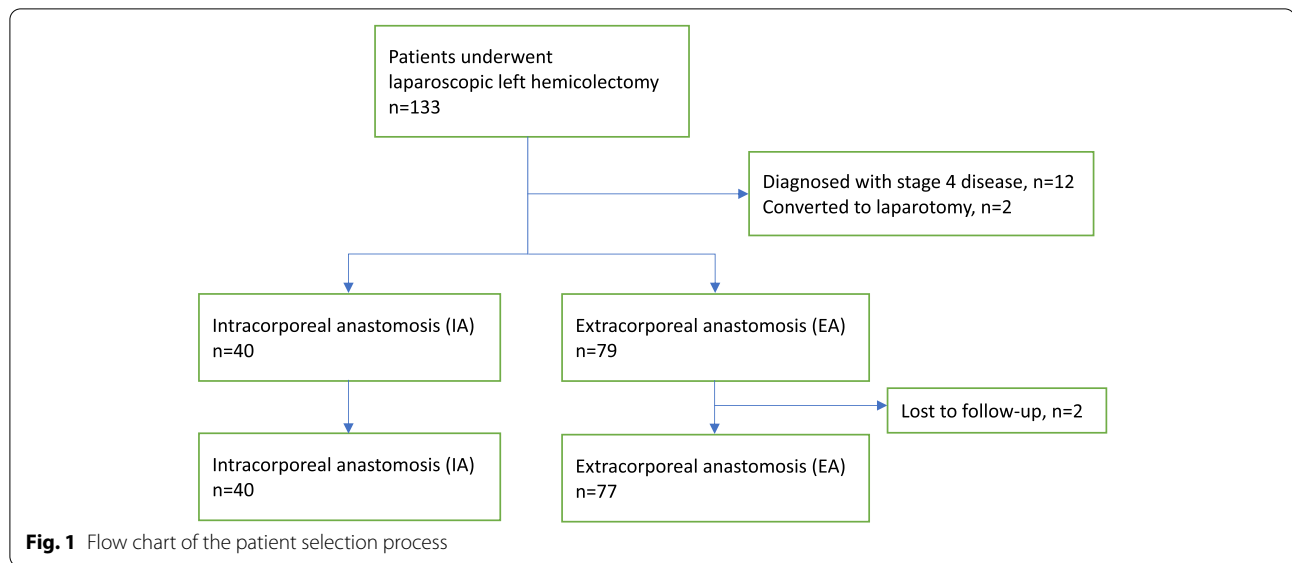 Patients underwent
laparoscopic left hemicolectomy
n=133
Diagnosed with stage 4 disease, n=12
Converted to laparotomy, n=2
Intracorporeal anastomosis (IA)
n=40
Extracorporeal anastomosis (EA)
n=79
Lost to follow-up, n=2
Intracorporeal anastomosis (IA)
n=40
Extracorporeal anastomosis (EA)
n=77
Fig. 1 Flow chart of the patient selection process